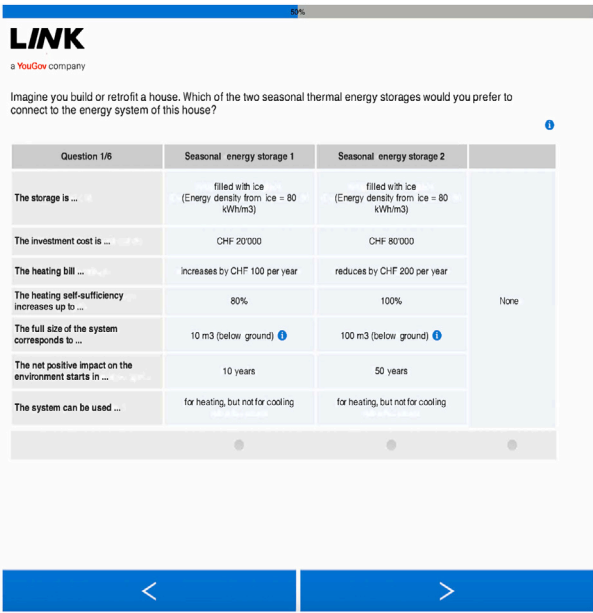 50%
LINK
a YouGov company
Imagine you build or retrofit a house. Which of the two seasonal thermal energy storages would you prefer to
connect to the energy system of this house?
Question 1/6
Seasonal energy storage 1
Seasonal energy storage 2
The storage is ...
filled with ice
(Energy density from ice = 80
kWh/m3)
filled with ice
(Energy density from ice = 80
kWh/m3)
The investment cost is ...
CHF 20'000
CHF 80'000
The heating bill ...
increases by CHF 100 per year
reduces by CHF 200 per year
The heating self-sufficiency
increases up to ...
80%
100%
None
The full size of the system
corresponds to ...
10 m3 (below ground)
100 m3 (below ground)
The net positive impact on the
environment starts in ...
10 years
50 years
The system can be used ...
for heating, but not for cooling
for heating, but not for cooling